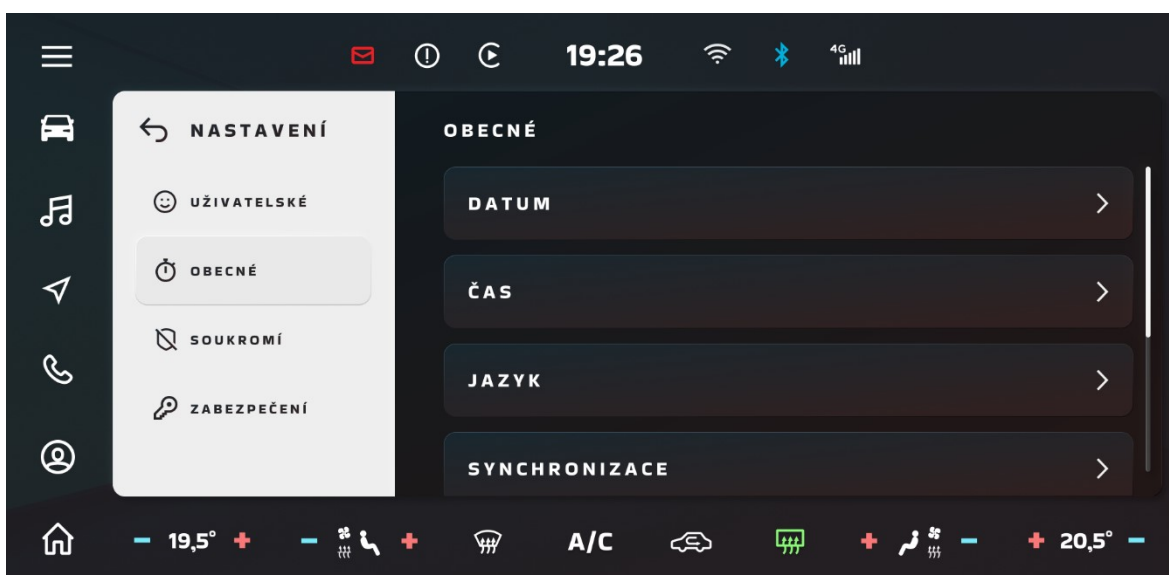 19:26
4G
NASTAVENÍ
UŽIVATELSKÉ
OBECNÉ
SOUKROMÍ
ZABEZPEČENÍ
OBECNÉ
DATUM
ČAS
JAZYK
SYNCHRONIZACE
− 19,5° +
− +
A/C
+ −
+ 20,5° −